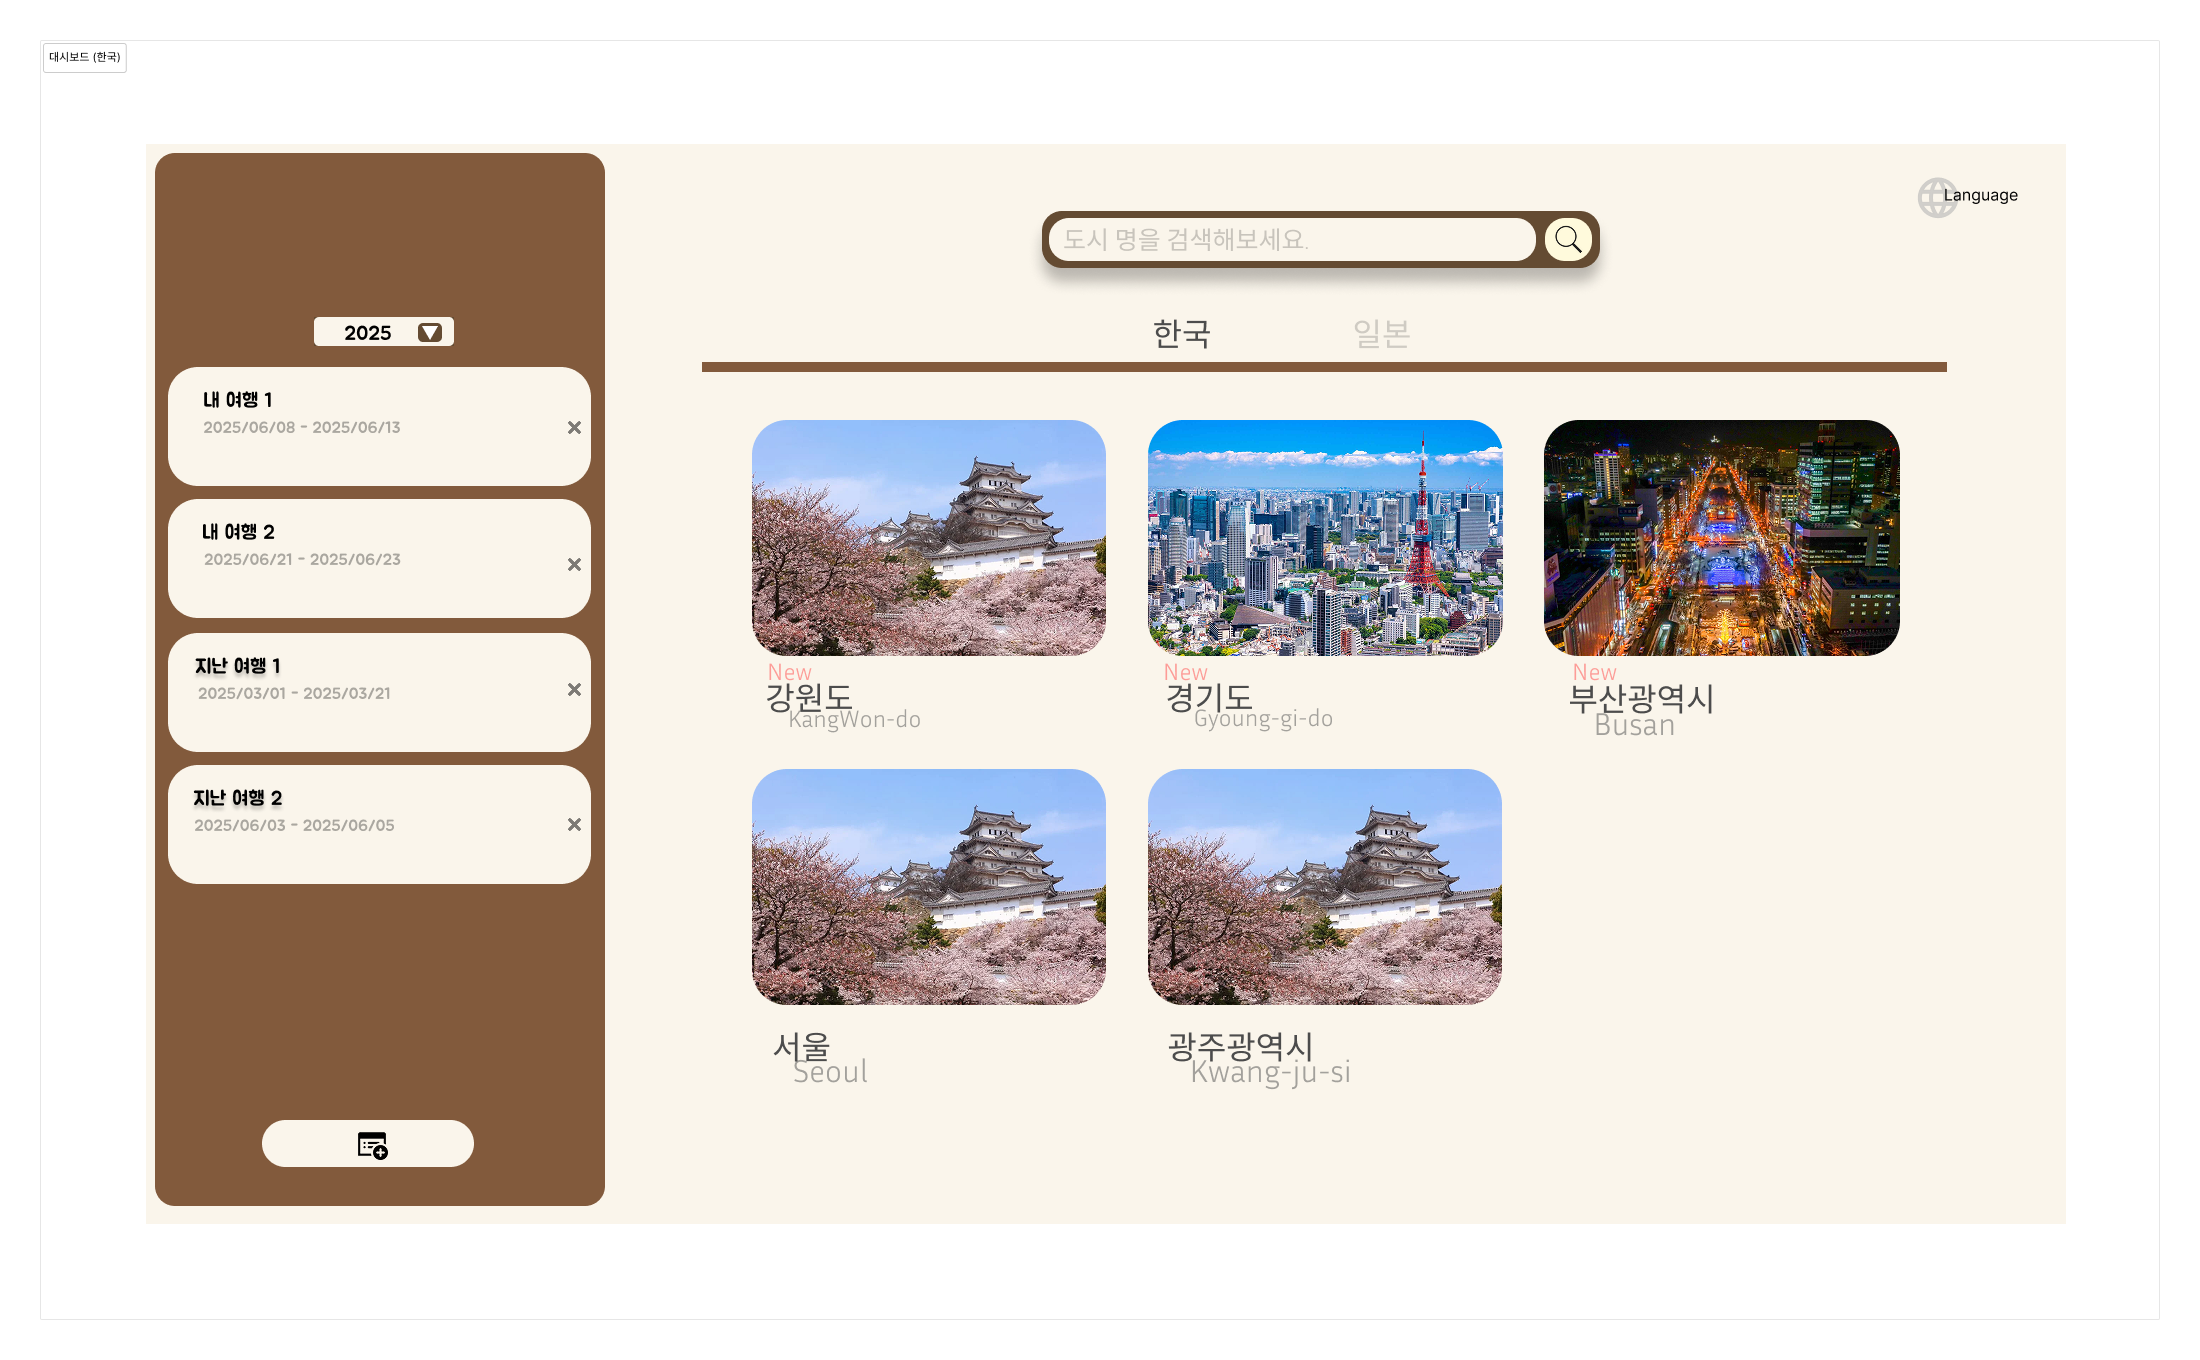 대시보드 (한국)
Language
도시 명을 검색해보세요.
2025
한국
일본
내 여행 1
2025/06/08 - 2025/06/13
내 여행 2
2025/06/21 - 2025/06/23
지난 여행 1
2025/03/01 - 2025/03/21
지난 여행 2
2025/06/03 - 2025/06/05
New
강원도
KangWon-do
New
경기도
Gyoung-gi-do
New
부산광역시
Busan
서울
Seoul
광주광역시
Kwang-ju-si